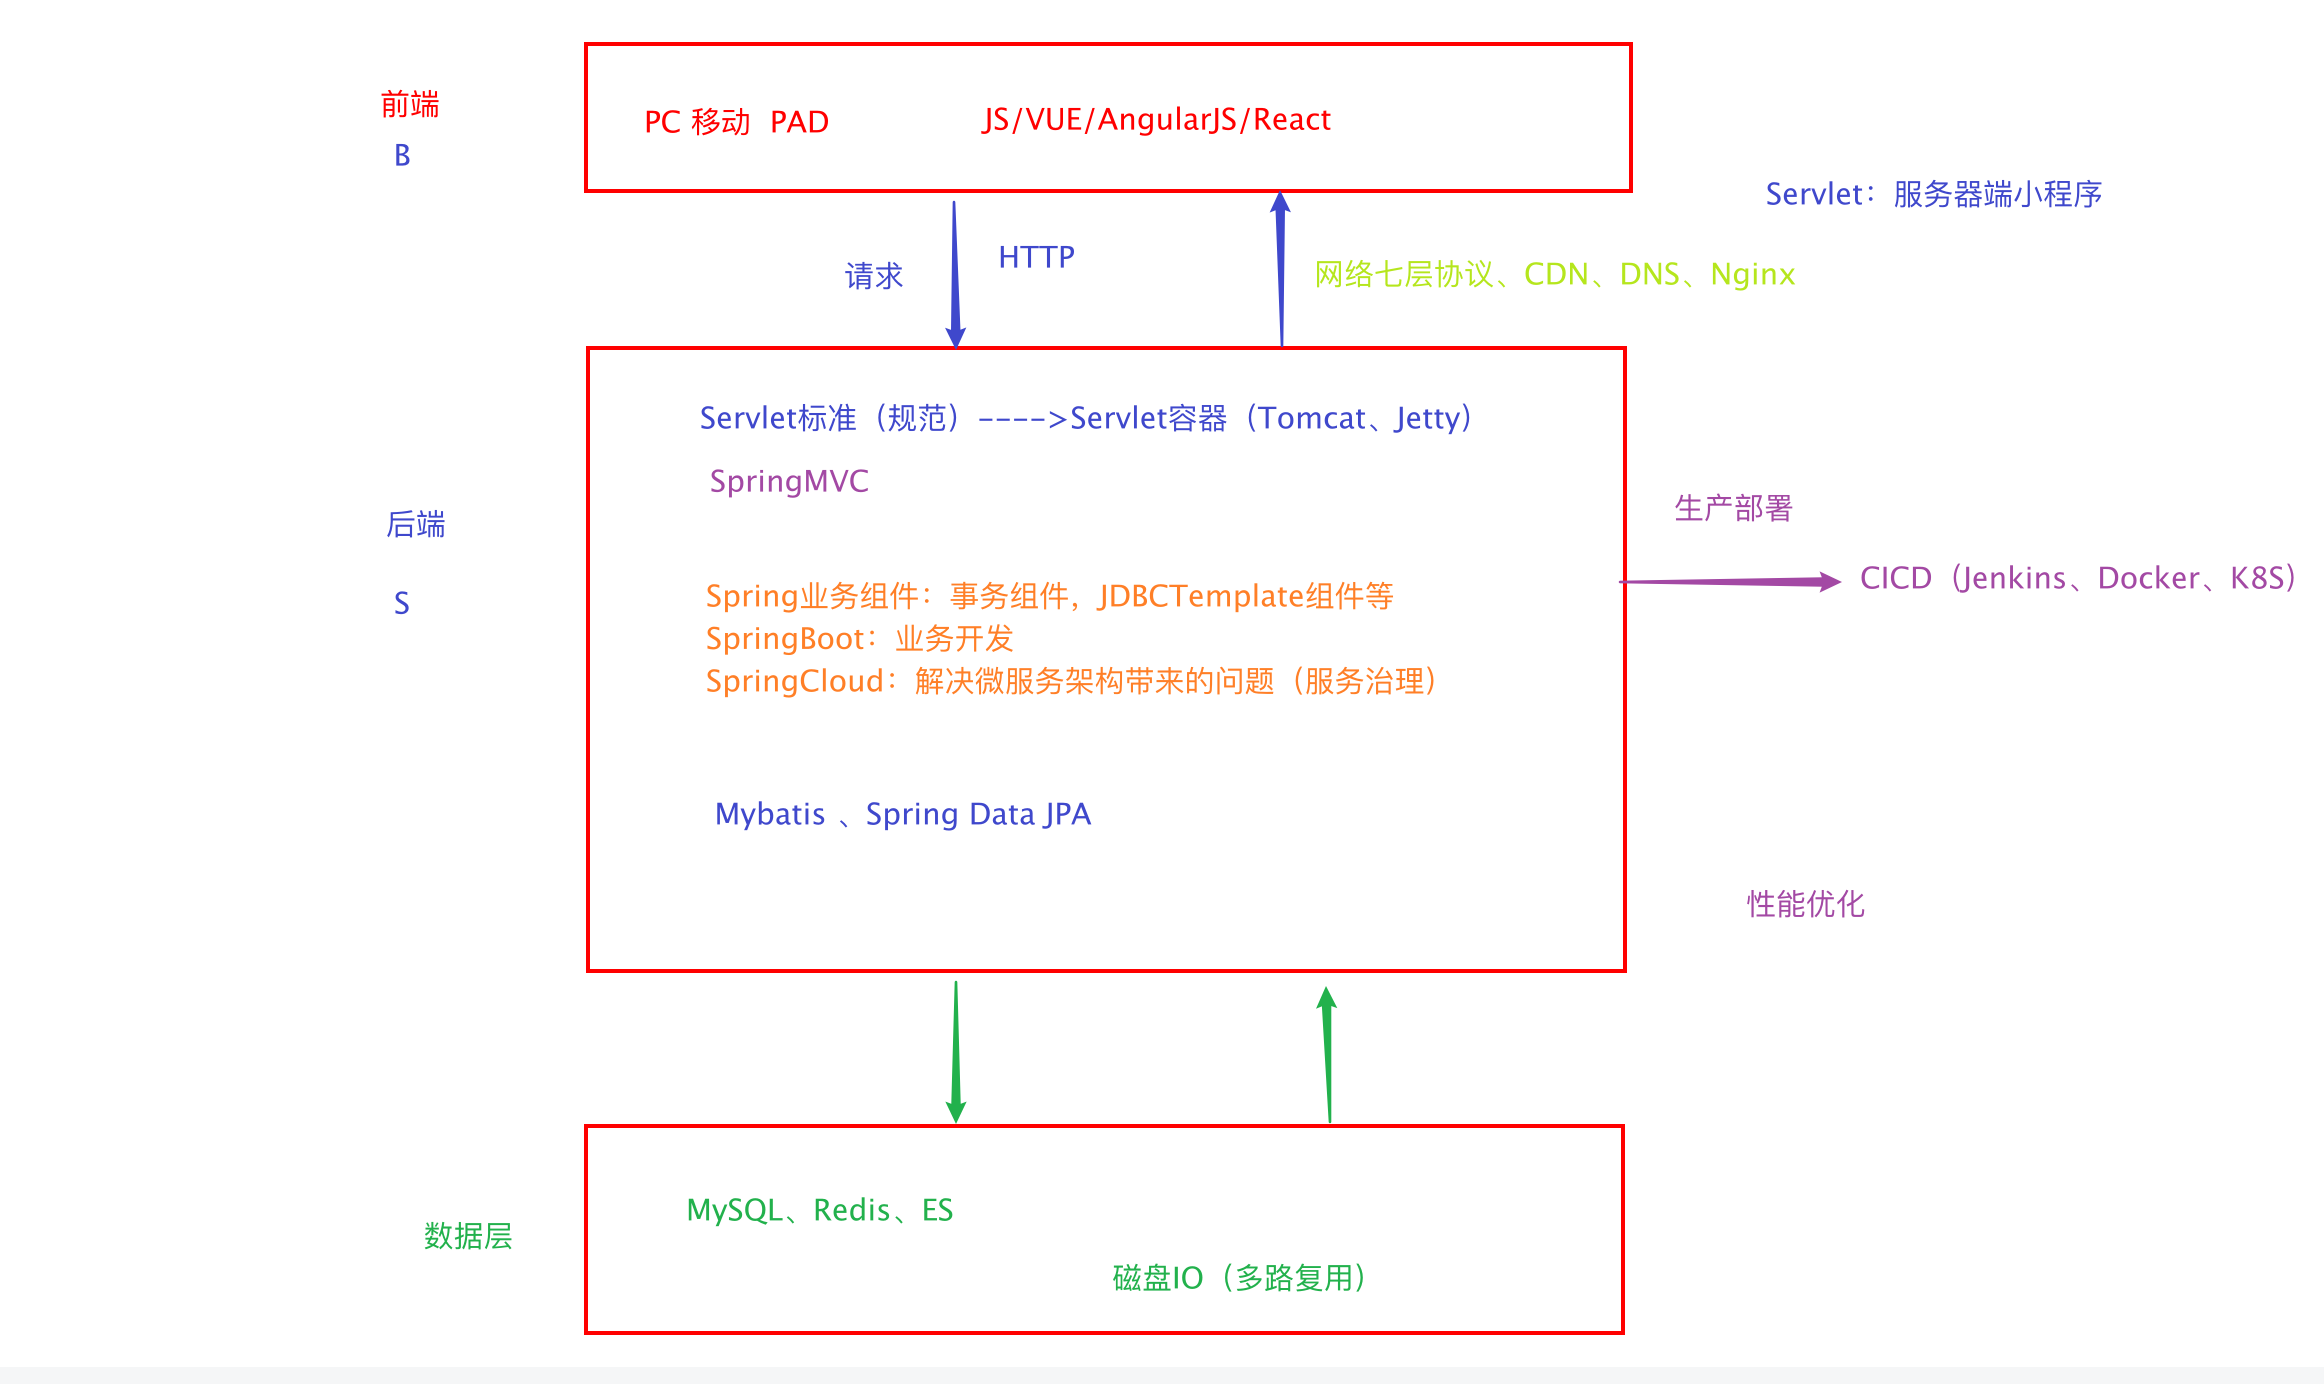 前端
B
PC 移动 PAD
JS/VUE/AngularJS/React
Servlet：服务器端小程序
请求
HTTP
网络七层协议、CDN、DNS、Nginx
Servlet标准（规范）---->Servlet容器（Tomcat、Jetty）
SpringMVC
后端
S
生产部署
CICD（Jenkins、Docker、K8S）
Spring业务组件：事务组件，JDBCTemplate组件等
SpringBoot：业务开发
SpringCloud：解决微服务架构带来的问题（服务治理）
Mybatis 、Spring Data JPA
性能优化
数据层
MySQL、Redis、ES
磁盘IO（多路复用）